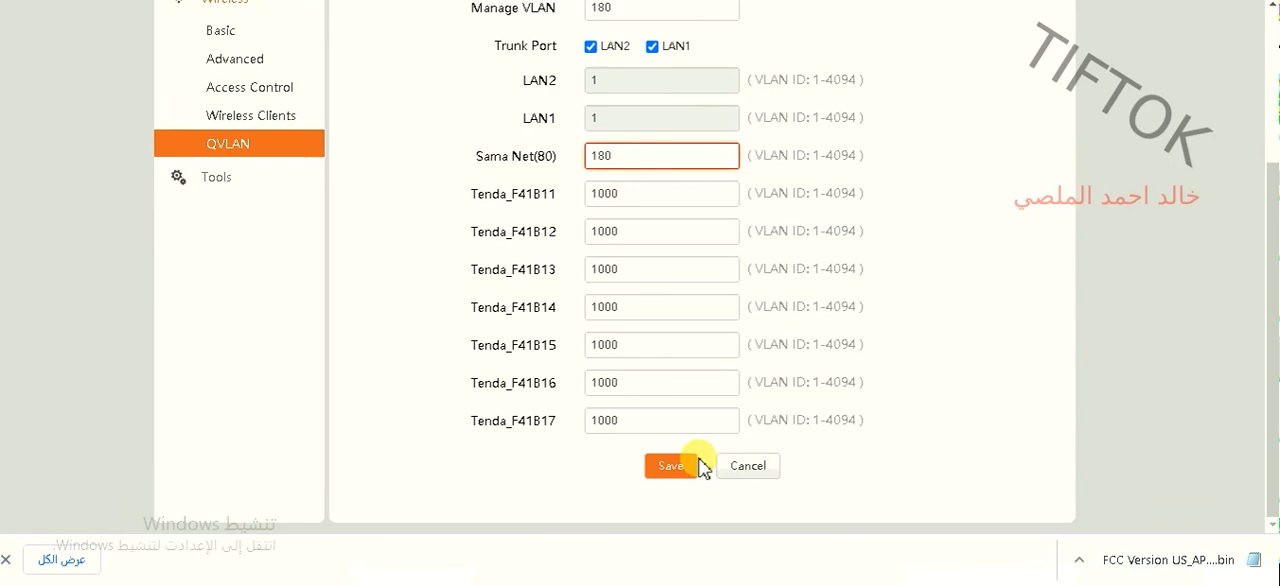 Wireless
Basic
Advanced
Access Control
Wireless Clients
QVLAN
Tools
Manage VLAN 180
Trunk Port LAN2 LAN1
LAN2 1 ( VLAN ID: 1-4094 )
LAN1 1 ( VLAN ID: 1-4094 )
Sama Net(80) 180 ( VLAN ID: 1-4094 )
Tenda_F41B11 1000 ( VLAN ID: 1-4094 )
Tenda_F41B12 1000 ( VLAN ID: 1-4094 )
Tenda_F41B13 1000 ( VLAN ID: 1-4094 )
Tenda_F41B14 1000 ( VLAN ID: 1-4094 )
Tenda_F41B15 1000 ( VLAN ID: 1-4094 )
Tenda_F41B16 1000 ( VLAN ID: 1-4094 )
Tenda_F41B17 1000 ( VLAN ID: 1-4094 )
Save Cancel
TIFTOK
خالد احمد الملصي
تنشيط Windows
انتقل إلى الإعدادت لتنشيط Windows.
عرض الكل
FCC Version US_AP....bin